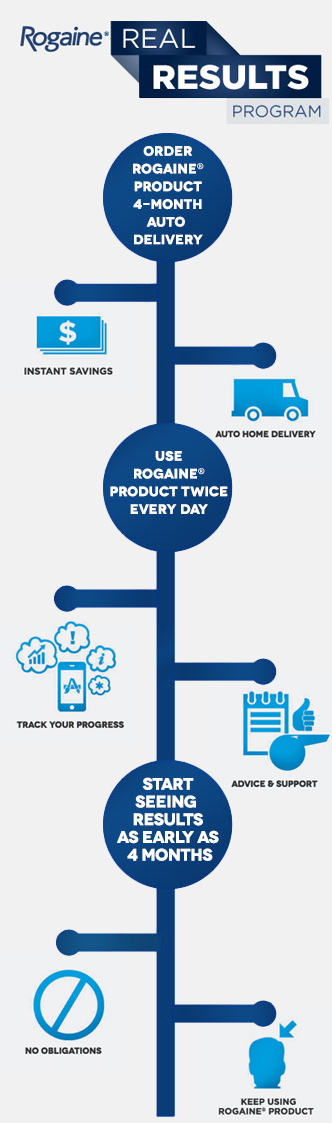 Rogaine® REAL
RESULTS
PROGRAM
ORDER
ROGAINE®
PRODUCT
4-MONTH
AUTO
DELIVERY
$
INSTANT SAVINGS
AUTO HOME DELIVERY
USE
ROGAINE®
PRODUCT TWICE
EVERY DAY
!
i
TRACK YOUR PROGRESS
ADVICE & SUPPORT
START
SEEING
RESULTS
AS EARLY AS
4 MONTHS
NO OBLIGATIONS
KEEP USING
ROGAINE® PRODUCT